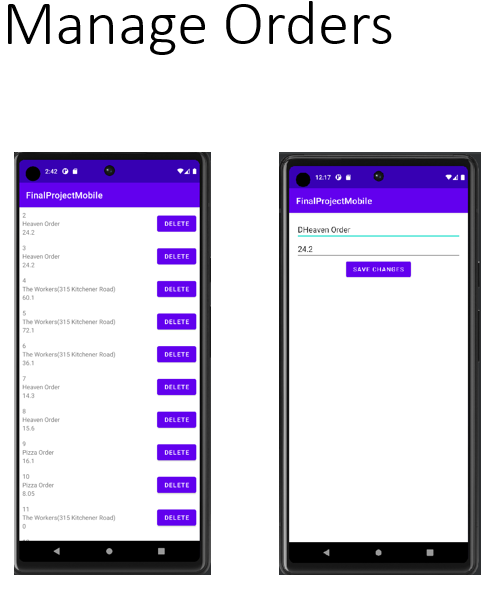 Manage Orders
2:42
FinalProjectMobile
2
Heaven Order
24.2
DELETE
3
Heaven Order
24.2
DELETE
4
The Workers(315 Kitchener Road)
60.1
DELETE
5
The Workers(315 Kitchener Road)
72.1
DELETE
6
The Workers(315 Kitchener Road)
36.1
DELETE
7
Heaven Order
14.3
DELETE
8
Heaven Order
15.6
DELETE
9
Pizza Order
16.1
DELETE
10
Pizza Order
8.05
DELETE
11
The Workers(315 Kitchener Road)
0
DELETE
12:17
FinalProjectMobile
DHeaven Order
24.2
SAVE CHANGES